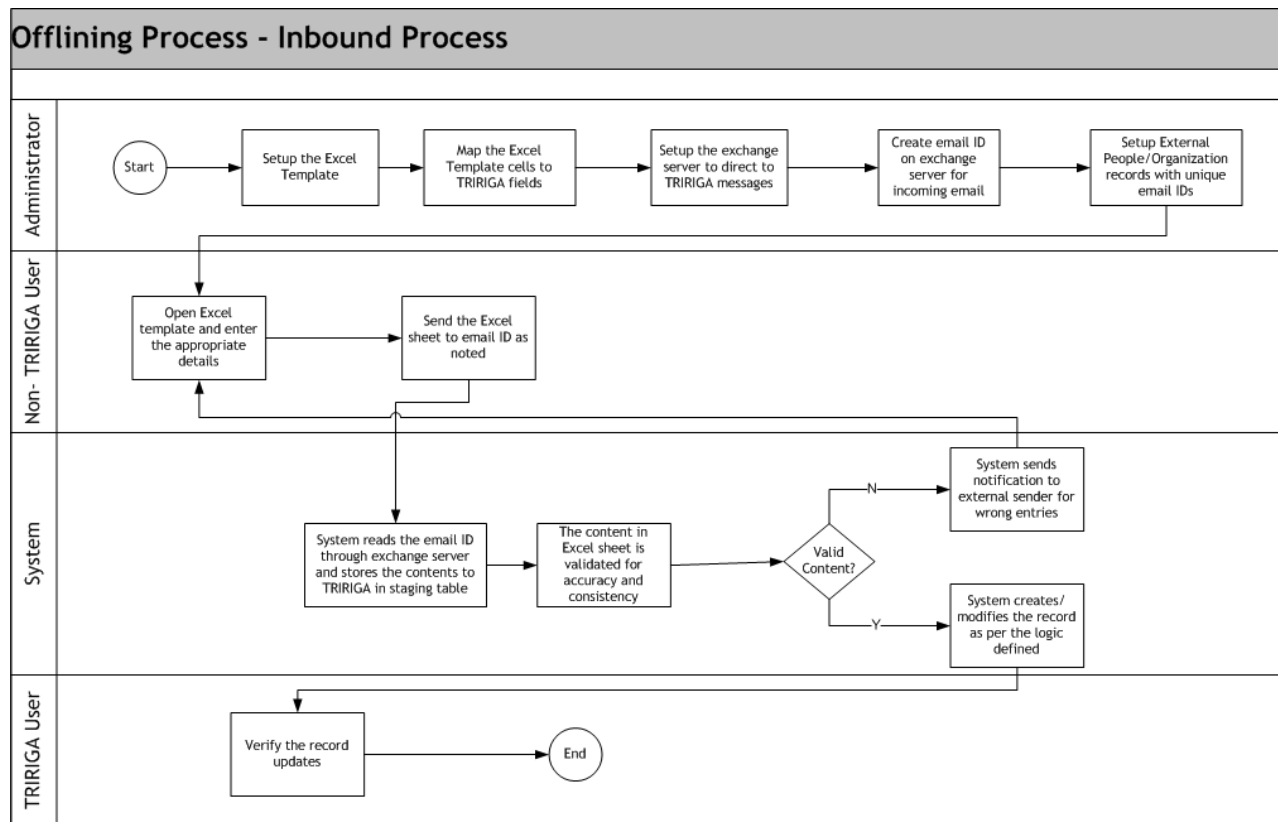 Offlining Process - Inbound Process
Administrator
Start
Setup the Excel
Template
Map the Excel
Template cells to
TRIRIGA fields
Setup the exchange
server to direct to
TRIRIGA messages
Create email ID
on exchange
server for
incoming email
Setup External
People/Organization
records with unique
email IDs
Non- TRIRIGA User
Open Excel
template and enter
the appropriate
details
Send the Excel
sheet to email ID as
noted
System
System reads the email ID
through exchange server
and stores the contents to
TRIRIGA in staging table
The content in
Excel sheet is
validated for
accuracy and
consistency
Valid
Content?
N
System sends
notification to
external sender for
wrong entries
Y
System creates/
modifies the record
as per the logic
defined
TRIRIGA User
Verify the record
updates
End